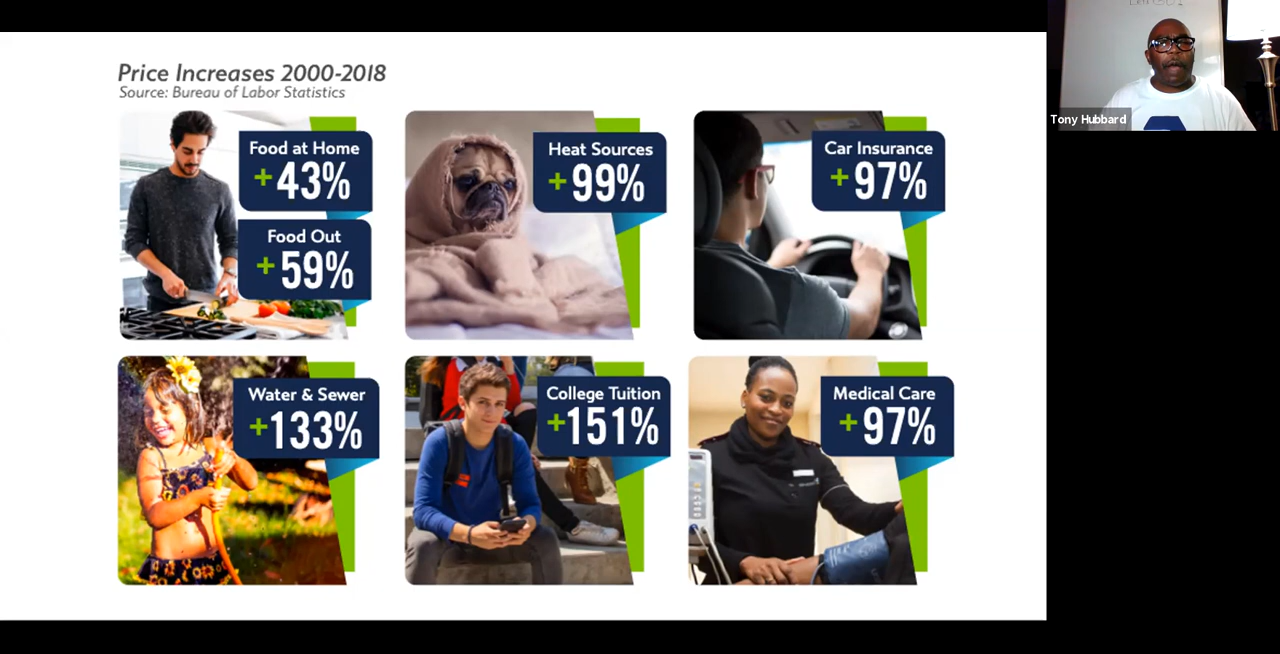 Price Increases 2000-2018
Source: Bureau of Labor Statistics
Food at Home
+43%
Food Out
+59%
Heat Sources
+99%
Car Insurance
+97%
Water & Sewer
+133%
College Tuition
+151%
Medical Care
+97%
Tony Hubbard